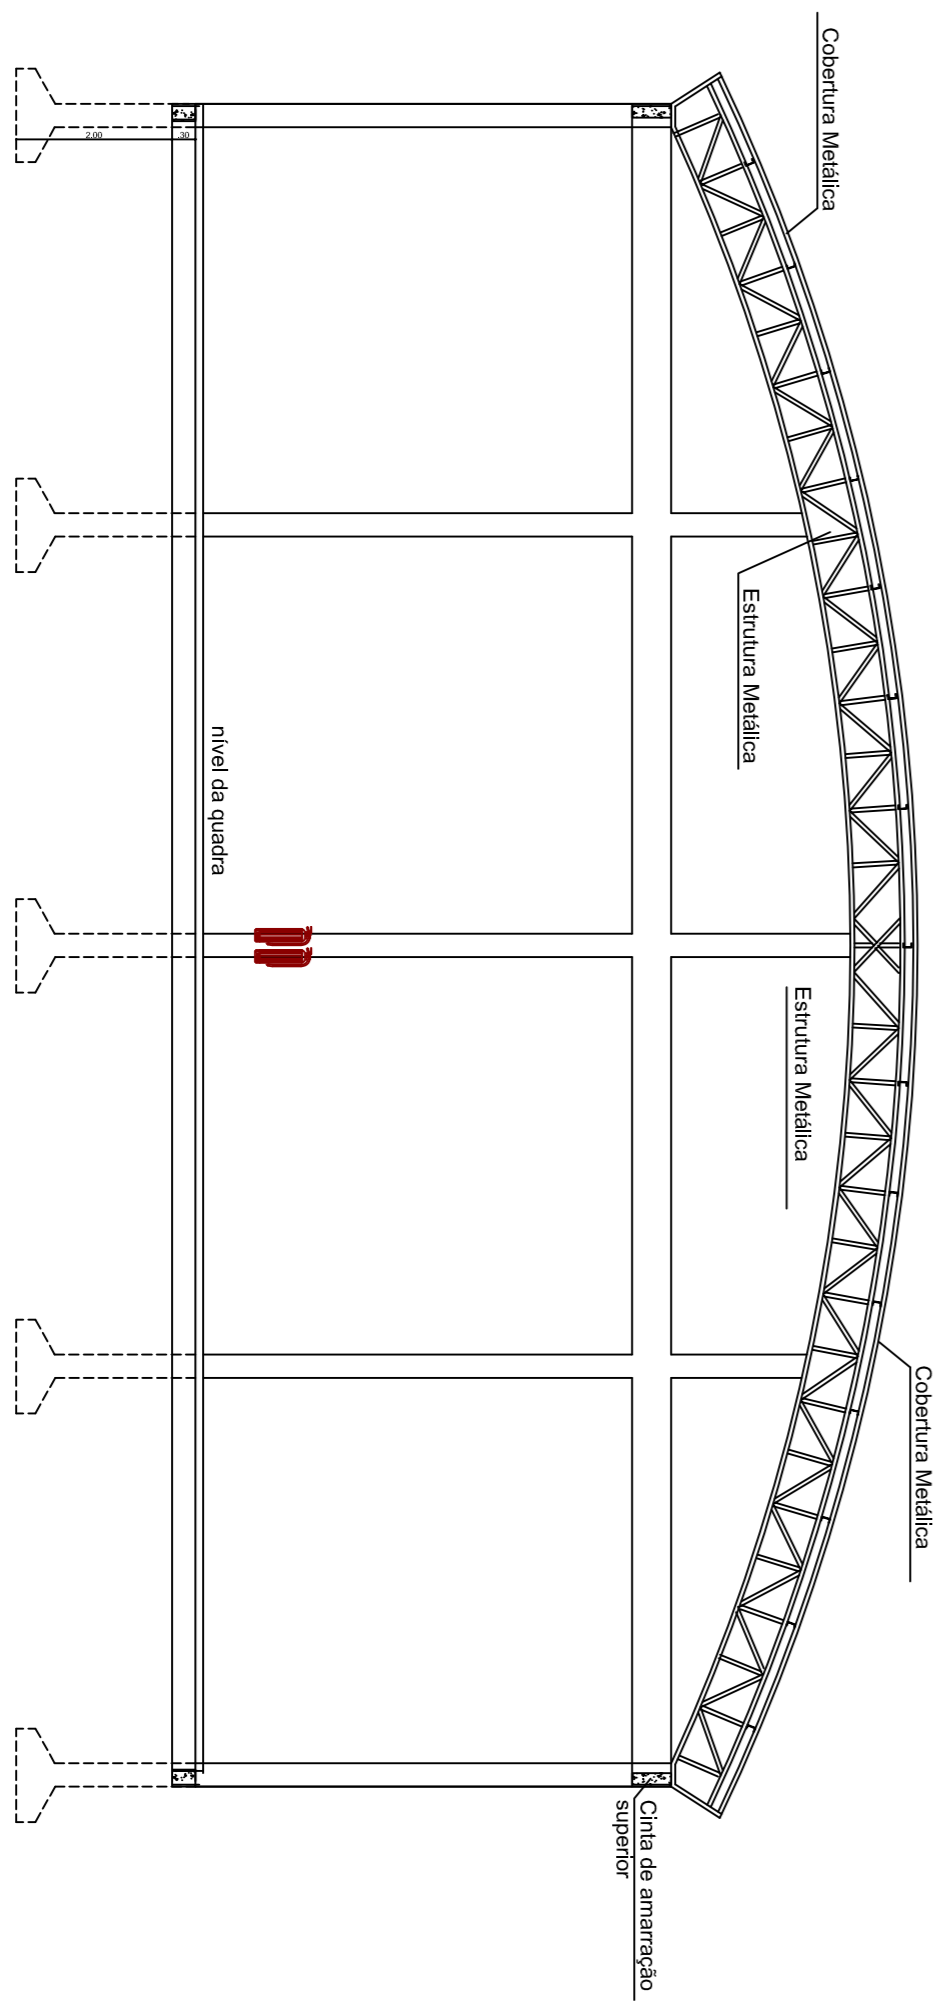 Cobertura Metálica
Estrutura Metálica
Estrutura Metálica
Cobertura Metálica
nível da quadra
Cinta de amarração
superior
2.00
.30